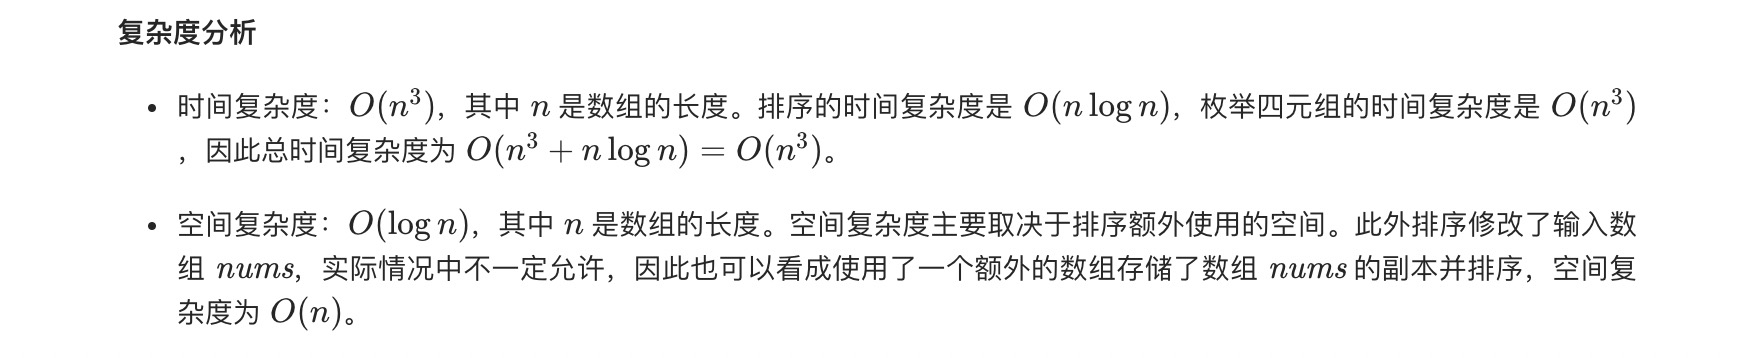 复杂度分析
• 时间复杂度：O(n³)，其中 n 是数组的长度。排序的时间复杂度是 O(n log n)，枚举四元组的时间复杂度是 O(n³)
，因此总时间复杂度为 O(n³ + n log n) = O(n³)。
• 空间复杂度：O(log n)，其中 n 是数组的长度。空间复杂度主要取决于排序额外使用的空间。此外排序修改了输入数
组 nums，实际情况中不一定允许，因此也可以看成使用了一个额外的数组存储了数组 nums 的副本并排序，空间复
杂度为 O(n)。